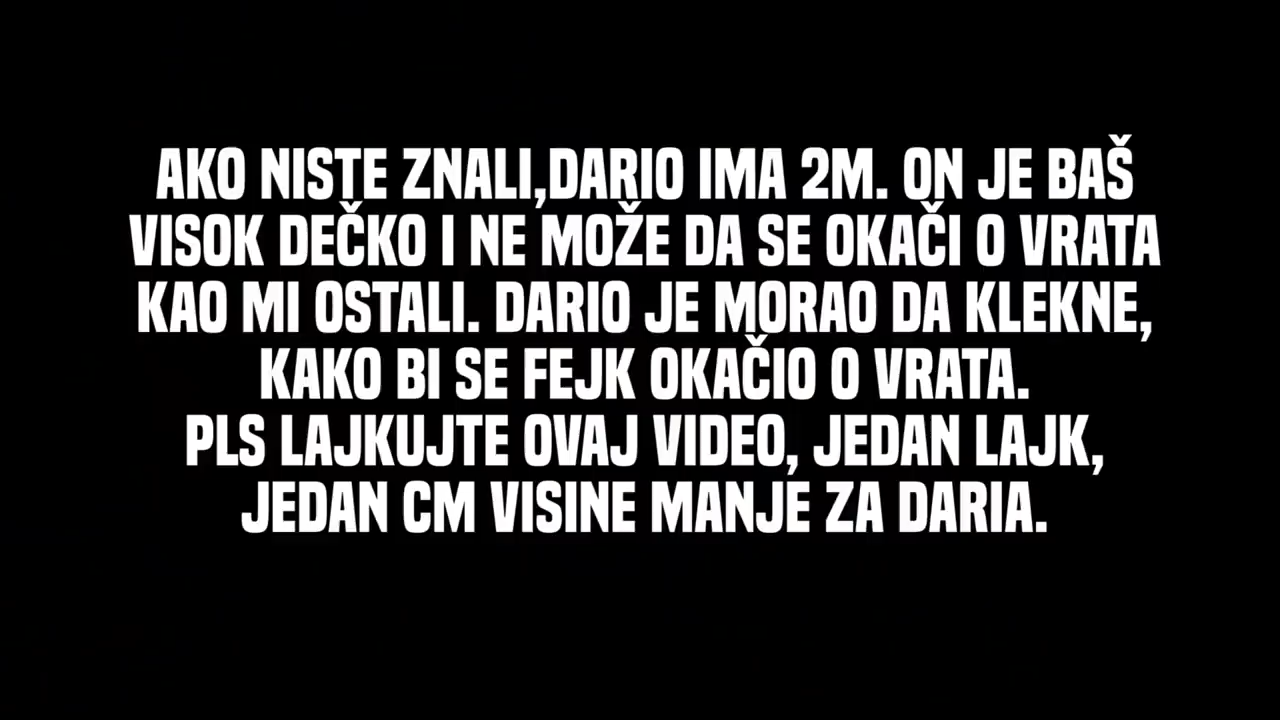 AKO NISTE ZNALI,DARIO IMA 2M. ON JE BAŠ
VISOK DEČKO I NE MOŽE DA SE OKAČI O VRATA
KAO MI OSTALI. DARIO JE MORAO DA KLEKNE,
KAKO BI SE FEJK OKAČIO O VRATA.
PLS LAJKUJTE OVAJ VIDEO, JEDAN LAJK,
JEDAN CM VISINE MANJE ZA DARIA.